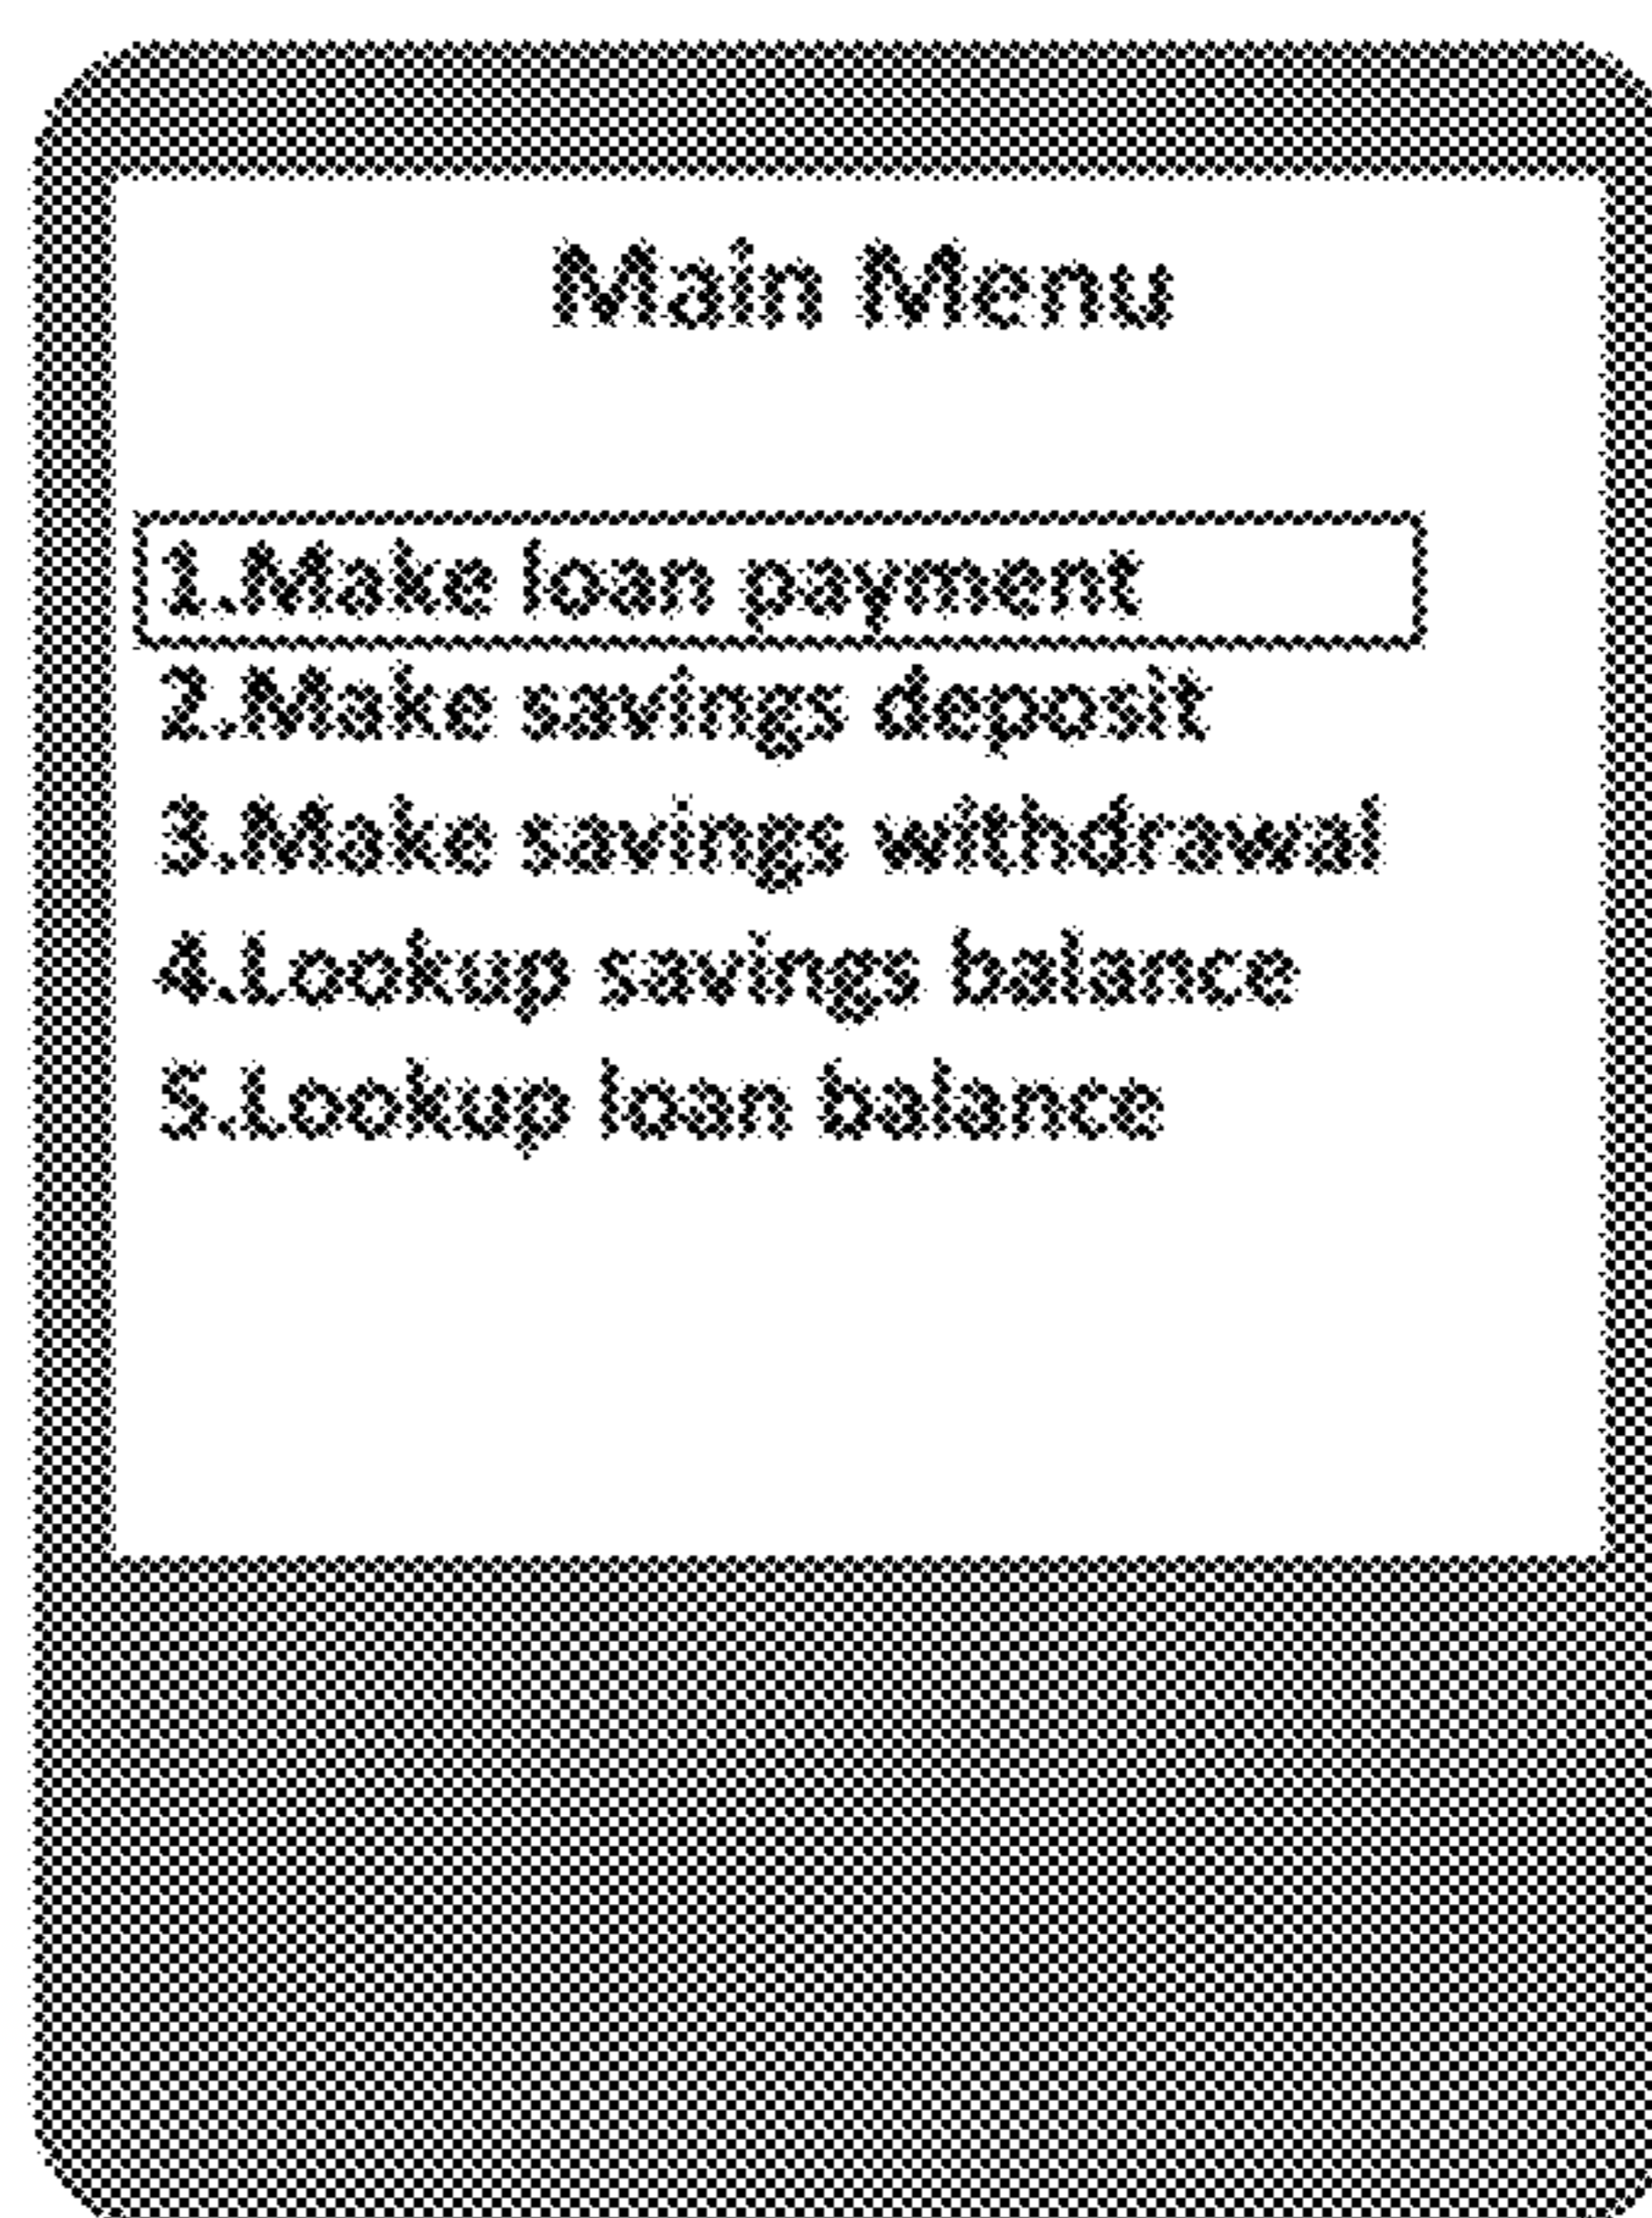 Main Menu
1.Make loan payment
2.Make savings deposit
3.Make savings withdrawal
4.Lookup savings balance
5.Lookup loan balance